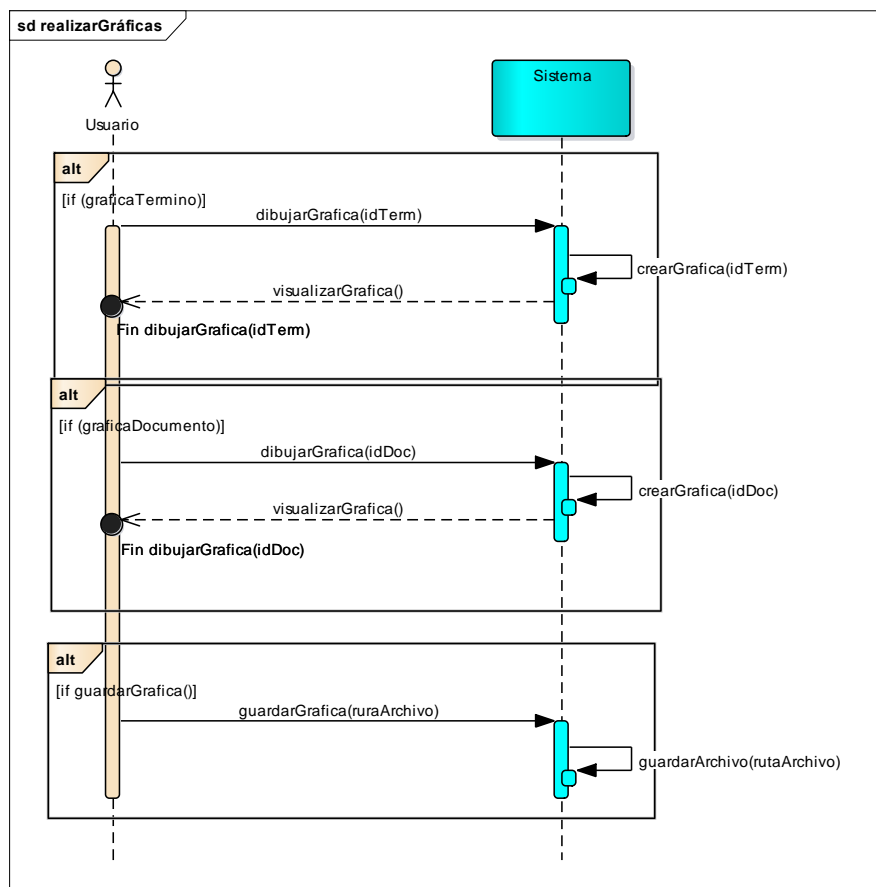 sd realizarGráficas
Usuario
Sistema
alt
[if (graficaTermino)]
dibujarGrafica(idTerm)
crearGrafica(idTerm)
visualizarGrafica()
Fin dibujarGrafica(idTerm)
alt
[if (graficaDocumento)]
dibujarGrafica(idDoc)
crearGrafica(idDoc)
visualizarGrafica()
Fin dibujarGrafica(idDoc)
alt
[if guardarGrafica()]
guardarGrafica(ruraArchivo)
guardarArchivo(rutaArchivo)